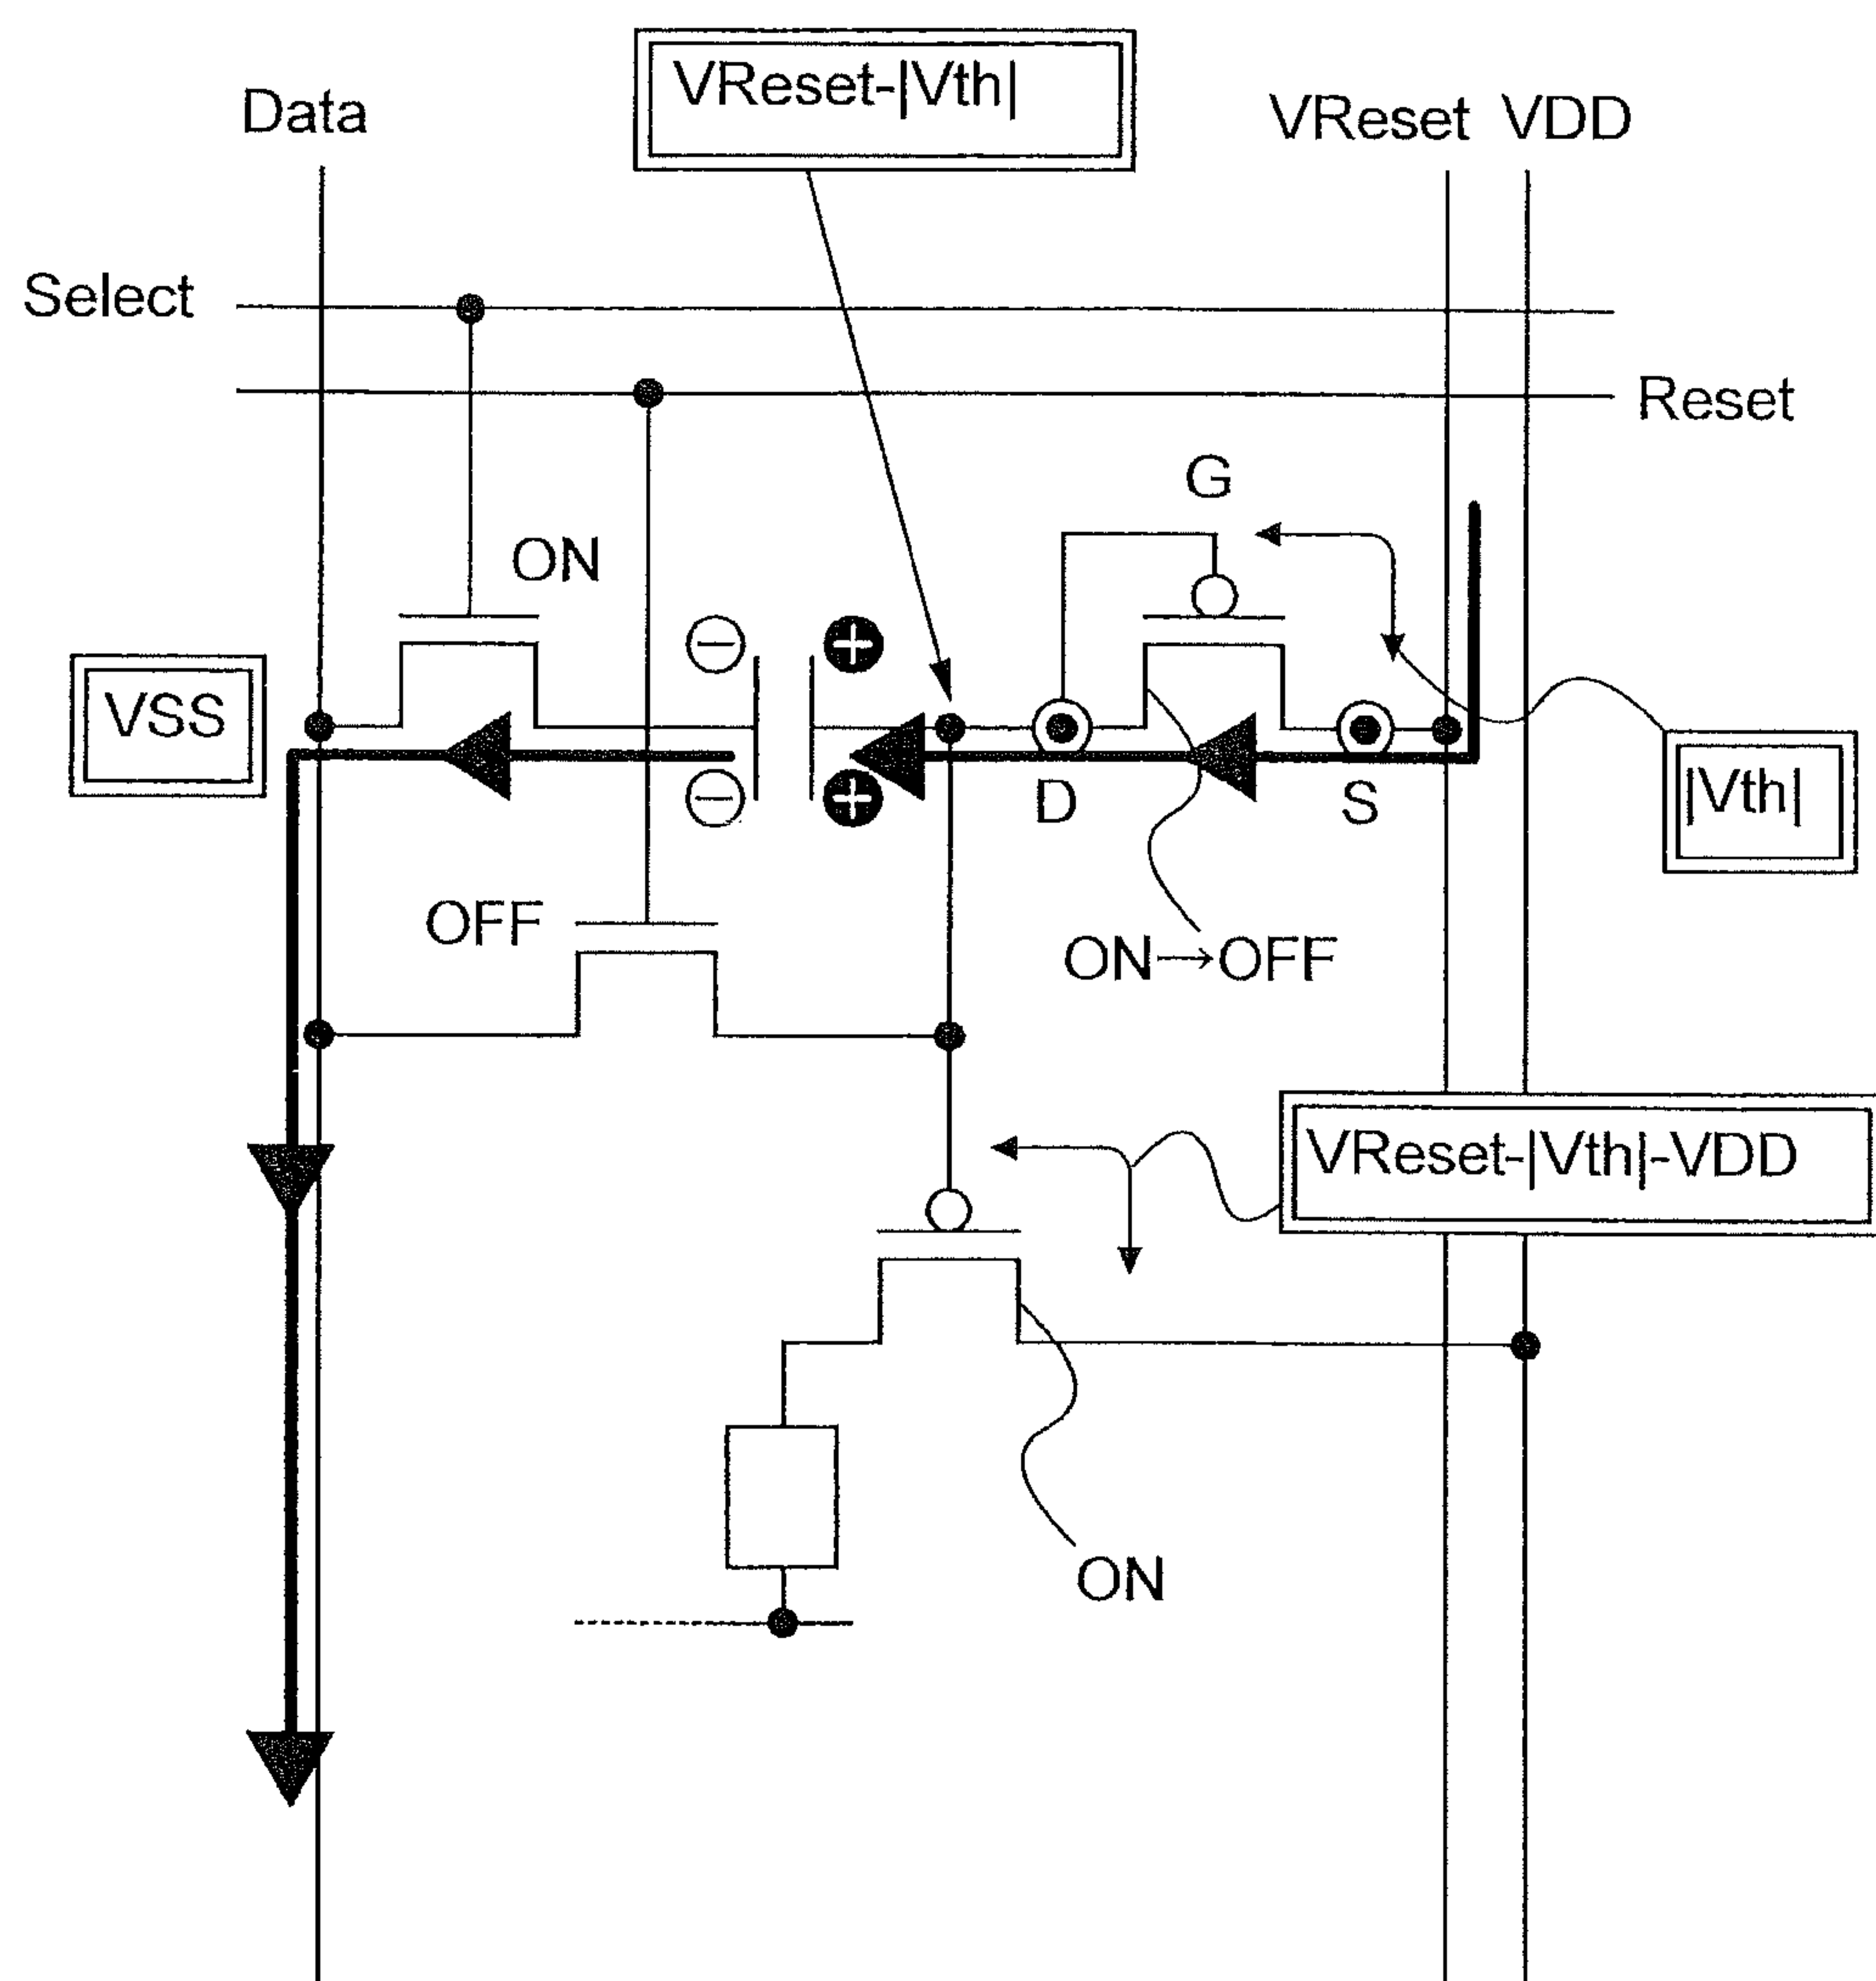 VReset-|Vth|
Data
VReset VDD
Select
Reset
G
ON
VSS
D
S
|Vth|
OFF
ON→OFF
VReset-|Vth|-VDD
ON